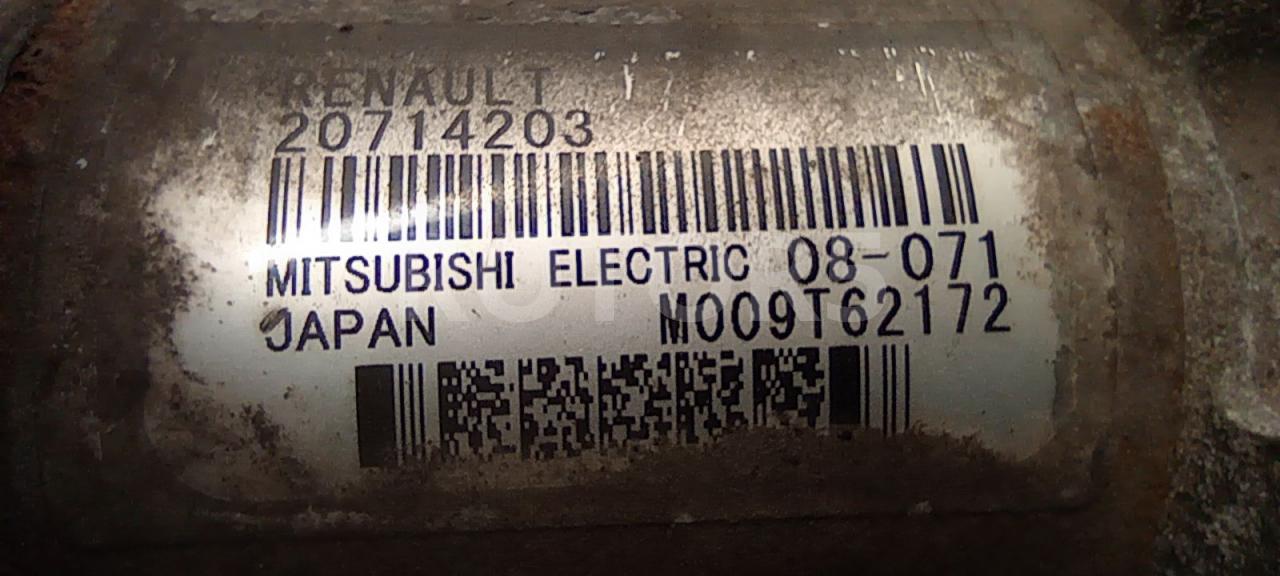 RENAULT
20714203
MITSUBISHI ELECTRIC 08-071
JAPAN M009T62172